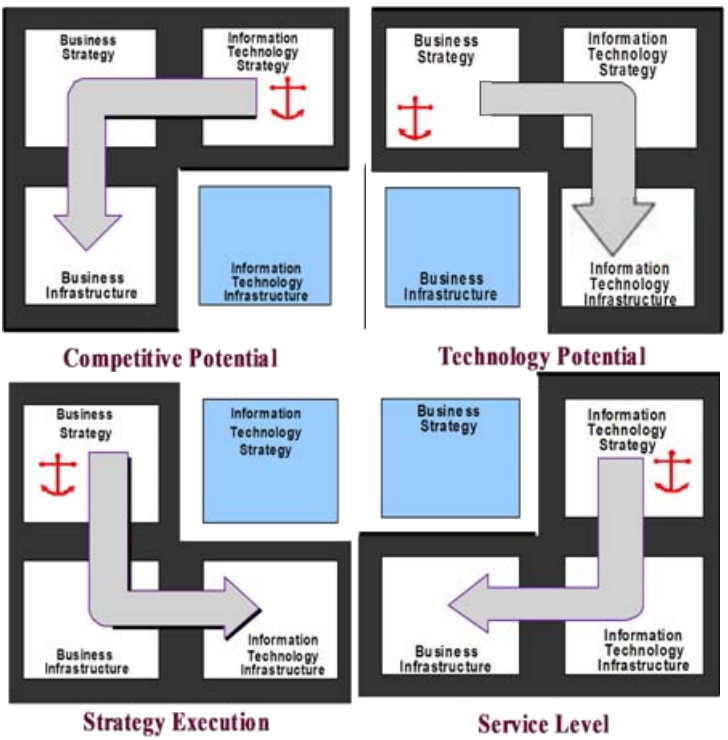 Business
Strategy
Information
Technology
Strategy
Business
Infrastructure
Information
Technology
Infrastructure
Competitive Potential
Business
Strategy
Information
Technology
Strategy
Business
Infrastructure
Information
Technology
Infrastructure
Technology Potential
Business
Strategy
Information
Technology
Strategy
Business
Infrastructure
Information
Technology
Infrastructure
Strategy Execution
Business
Strategy
Information
Technology
Strategy
Business
Infrastructure
Information
Technology
Infrastructure
Service Level